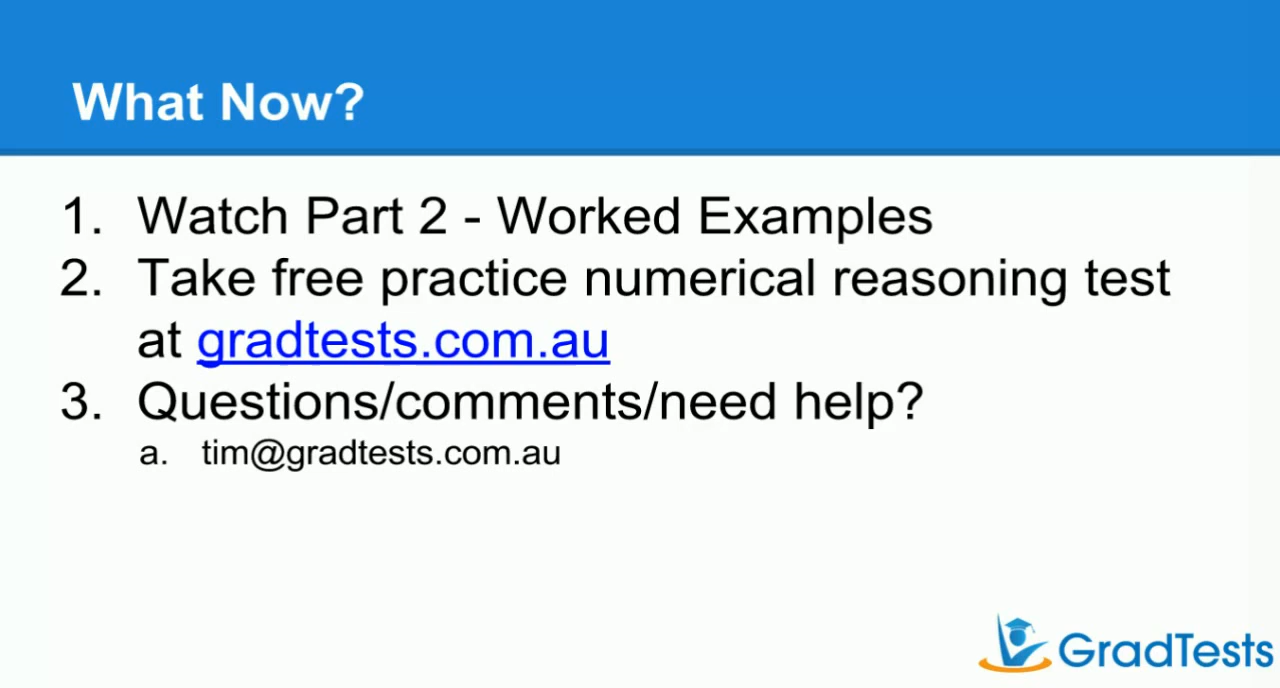 What Now?
1. Watch Part 2 - Worked Examples
2. Take free practice numerical reasoning test
at gradtests.com.au
3. Questions/comments/need help?
a. tim@gradtests.com.au
GradTests